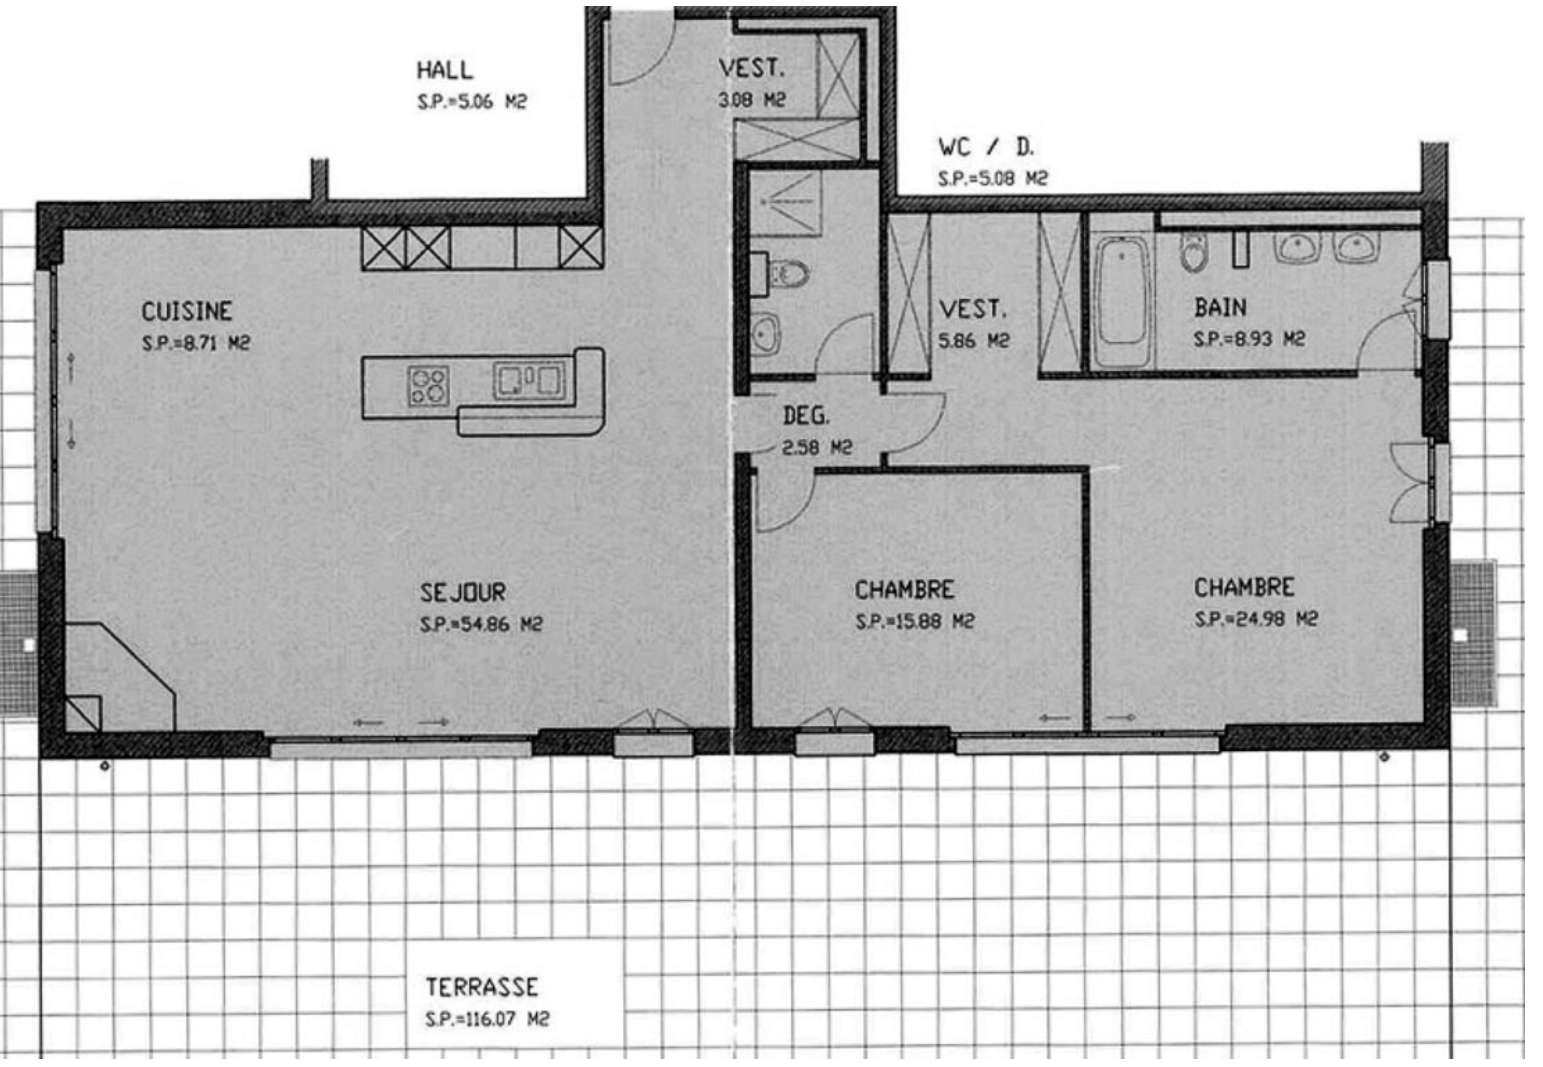 HALL
S.P.=5.06 M2
VEST.
3.08 M2
WC / D.
S.P.=5.08 M2
CUISINE
S.P.=8.71 M2
VEST.
5.86 M2
BAIN
S.P.=8.93 M2
DEG.
2.58 M2
SEJOUR
S.P.=54.86 M2
CHAMBRE
S.P.=15.88 M2
CHAMBRE
S.P.=24.98 M2
TERRASSE
S.P.=116.07 M2